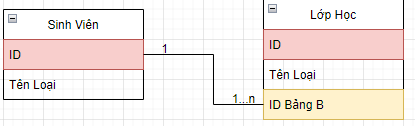 Sinh Viên
ID
Tên Loại
1
1...n
Lớp Học
ID
Tên Loại
ID Bảng B